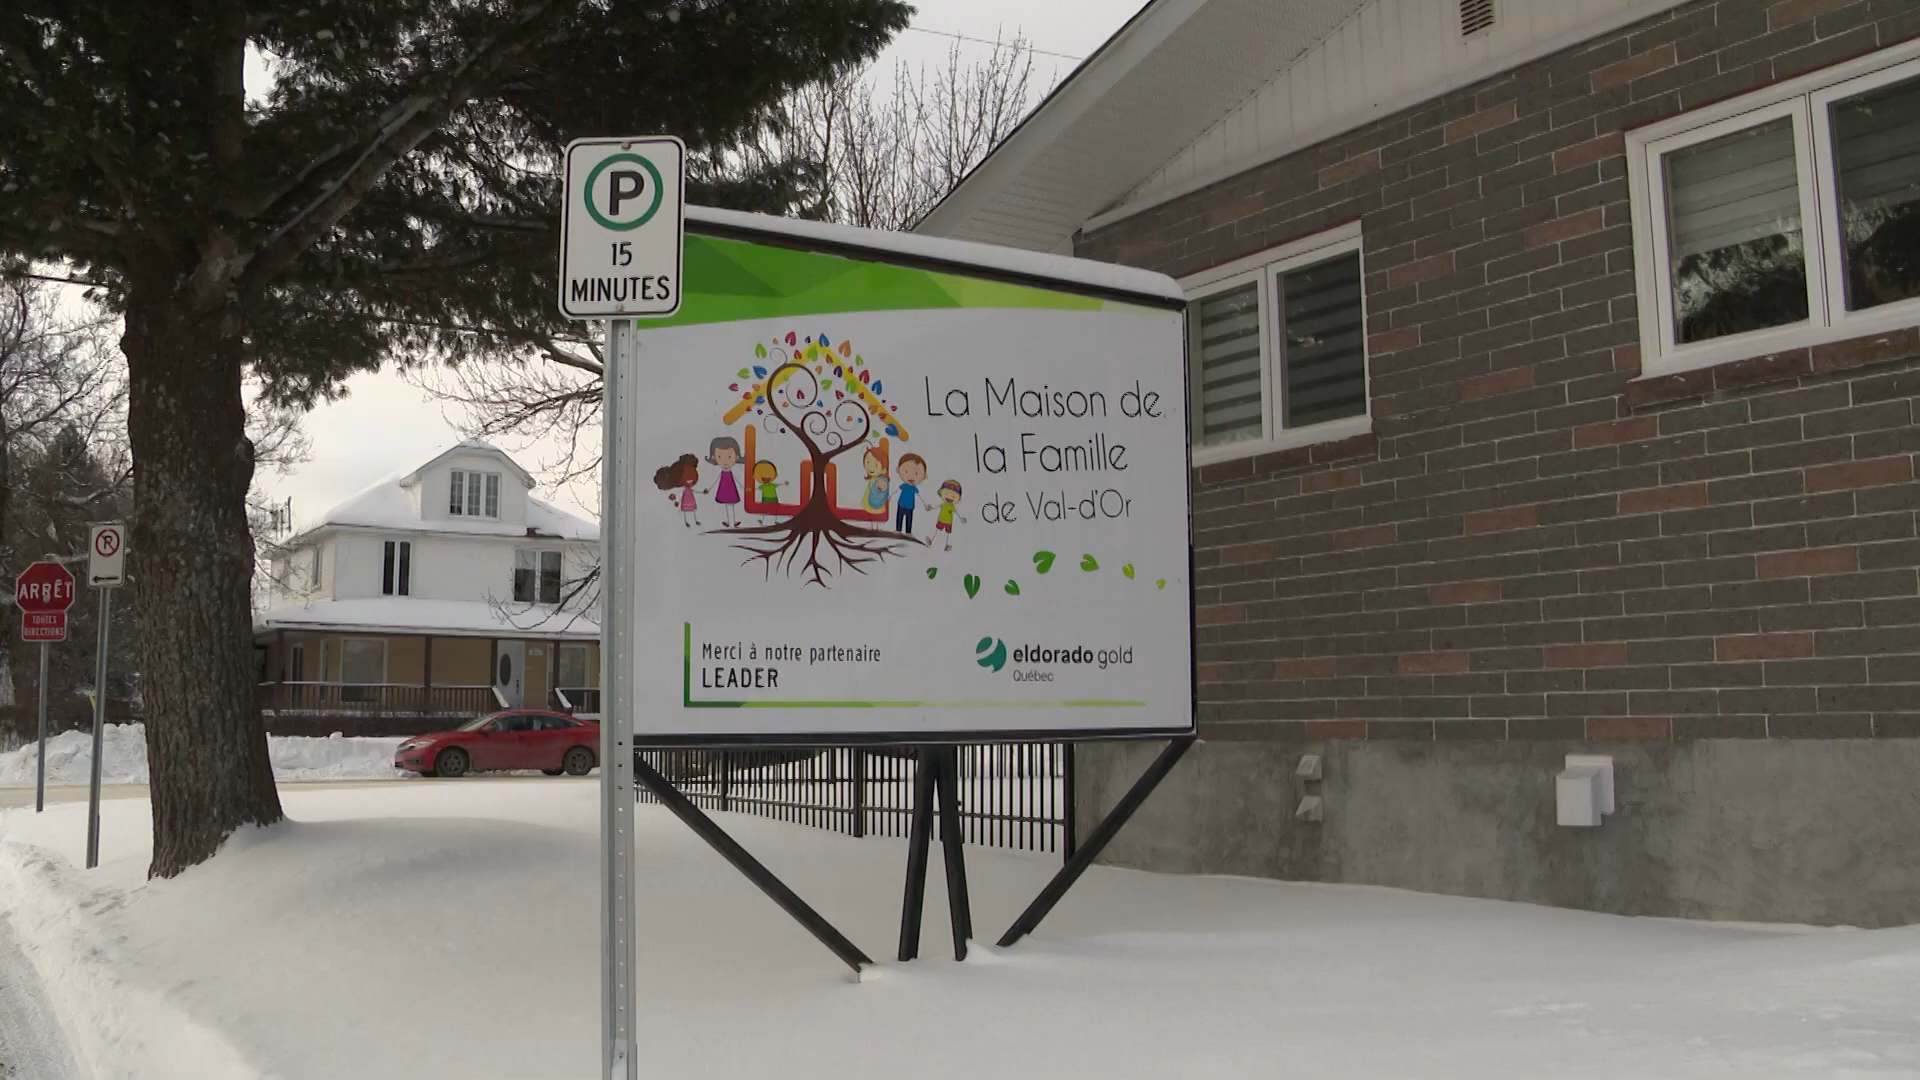 P
15
MINUTES
La Maison de
la Famille
de Val-d'Or
Merci à notre partenaire
LEADER
eldorado gold
Québec
P
ARRÊT
TOUTES
DIRECTIONS